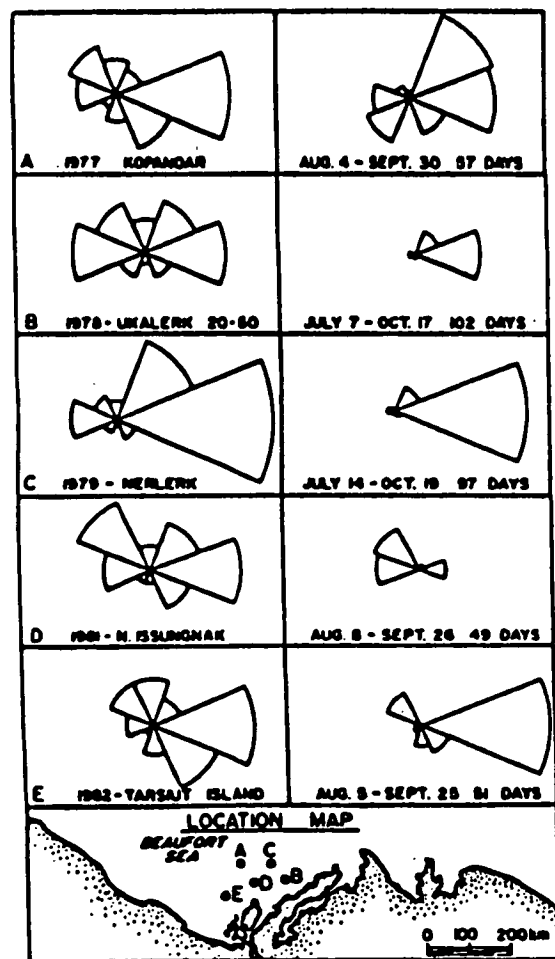 A 1977 KOPANOAR
AUG. 4 - SEPT. 30 57 DAYS
B 1978 - UKALERK 2C-50
JULY 7 - OCT. 17 102 DAYS
C 1979 - NERLERK
JULY 14 - OCT. 19 97 DAYS
D 1981 - N. ISSUNGNAK
AUG. 8 - SEPT. 26 49 DAYS
E 1982 - TARSIUT ISLAND
AUG. 5 - SEPT. 25 51 DAYS
LOCATION MAP
BEAUFORT
SEA
A C
D B
E
0 100 200 km